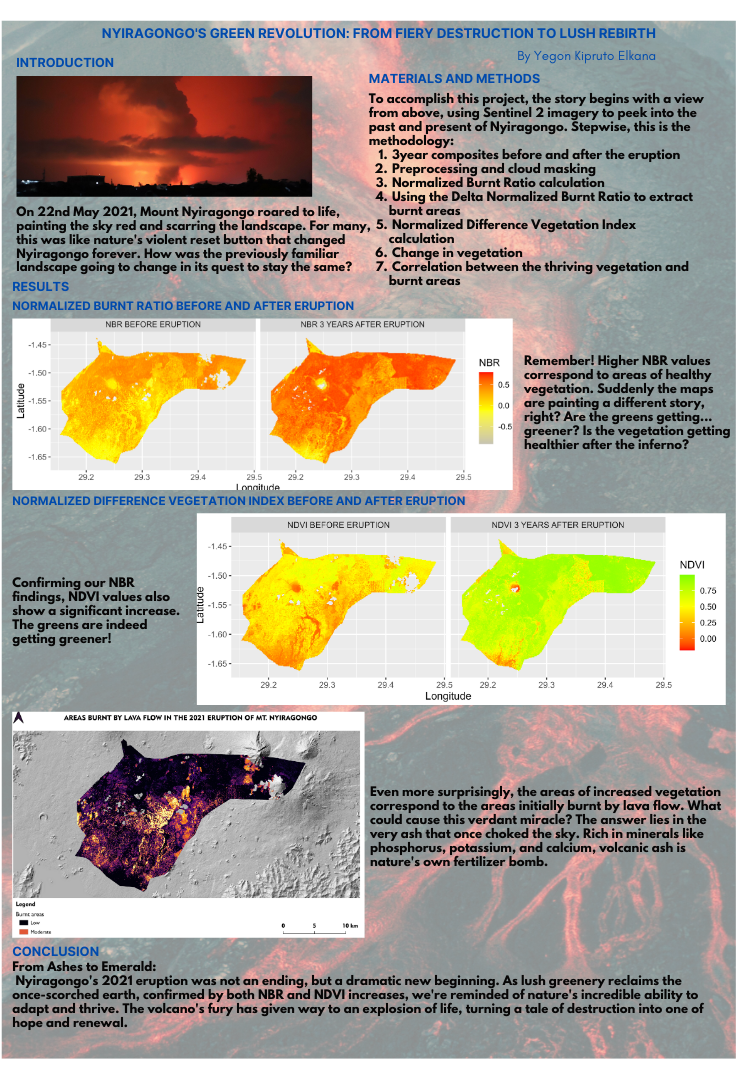 NYIRAGONGO'S GREEN REVOLUTION: FROM FIERY DESTRUCTION TO LUSH REBIRTH
By Yegon Kipruto Elkana
INTRODUCTION
On 22nd May 2021, Mount Nyiragongo roared to life,
painting the sky red and scarring the landscape. For many,
this was like nature's violent reset button that changed
Nyiragongo forever. How was the previously familiar
landscape going to change in its quest to stay the same?
MATERIALS AND METHODS
To accomplish this project, the story begins with a view
from above, using Sentinel 2 imagery to peek into the
past and present of Nyiragongo. Stepwise, this is the
methodology:
1. 3year composites before and after the eruption
2. Preprocessing and cloud masking
3. Normalized Burnt Ratio calculation
4. Using the Delta Normalized Burnt Ratio to extract
burnt areas
5. Normalized Difference Vegetation Index
calculation
6. Change in vegetation
7. Correlation between the thriving vegetation and
burnt areas
RESULTS
NORMALIZED BURNT RATIO BEFORE AND AFTER ERUPTION
NBR BEFORE ERUPTION
NBR 3 YEARS AFTER ERUPTION
Latitude
-1.45
-1.50
-1.55
-1.60
-1.65
29.2 29.3 29.4 29.5 29.2 29.3 29.4 29.5
Longitude
NBR
0.5
0.0
-0.5
Remember! Higher NBR values
correspond to areas of healthy
vegetation. Suddenly the maps
are painting a different story,
right? Are the greens getting...
greener? Is the vegetation getting
healthier after the inferno?
NORMALIZED DIFFERENCE VEGETATION INDEX BEFORE AND AFTER ERUPTION
Confirming our NBR
findings, NDVI values also
show a significant increase.
The greens are indeed
getting greener!
NDVI BEFORE ERUPTION
NDVI 3 YEARS AFTER ERUPTION
Latitude
-1.45
-1.50
-1.55
-1.60
-1.65
29.2 29.3 29.4 29.5 29.2 29.3 29.4 29.5
Longitude
NDVI
0.75
0.50
0.25
0.00
AREAS BURNT BY LAVA FLOW IN THE 2021 ERUPTION OF MT. NYIRAGONGO
Legend
Burnt areas
Low
Moderate
0 5 10 km
Even more surprisingly, the areas of increased vegetation
correspond to the areas initially burnt by lava flow. What
could cause this verdant miracle? The answer lies in the
very ash that once choked the sky. Rich in minerals like
phosphorus, potassium, and calcium, volcanic ash is
nature's own fertilizer bomb.
CONCLUSION
From Ashes to Emerald:
Nyiragongo's 2021 eruption was not an ending, but a dramatic new beginning. As lush greenery reclaims the
once-scorched earth, confirmed by both NBR and NDVI increases, we're reminded of nature's incredible ability to
adapt and thrive. The volcano's fury has given way to an explosion of life, turning a tale of destruction into one of
hope and renewal.